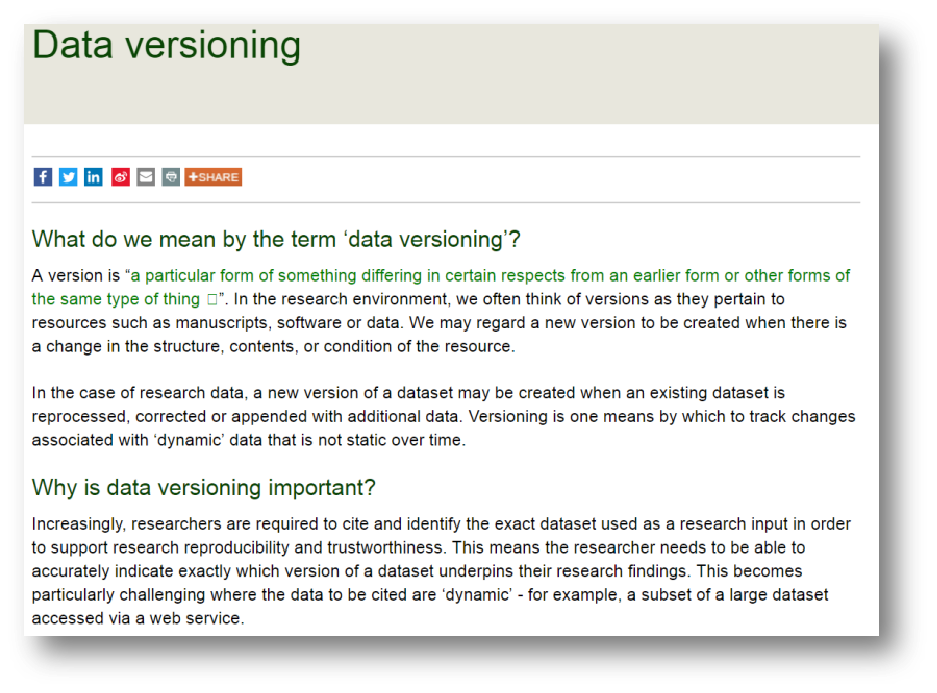 Data versioning
+SHARE
What do we mean by the term ‘data versioning’?
A version is “a particular form of something differing in certain respects from an earlier form or other forms of
the same type of thing □”. In the research environment, we often think of versions as they pertain to
resources such as manuscripts, software or data. We may regard a new version to be created when there is
a change in the structure, contents, or condition of the resource.
In the case of research data, a new version of a dataset may be created when an existing dataset is
reprocessed, corrected or appended with additional data. Versioning is one means by which to track changes
associated with ‘dynamic’ data that is not static over time.
Why is data versioning important?
Increasingly, researchers are required to cite and identify the exact dataset used as a research input in order
to support research reproducibility and trustworthiness. This means the researcher needs to be able to
accurately indicate exactly which version of a dataset underpins their research findings. This becomes
particularly challenging where the data to be cited are ‘dynamic’ - for example, a subset of a large dataset
accessed via a web service.